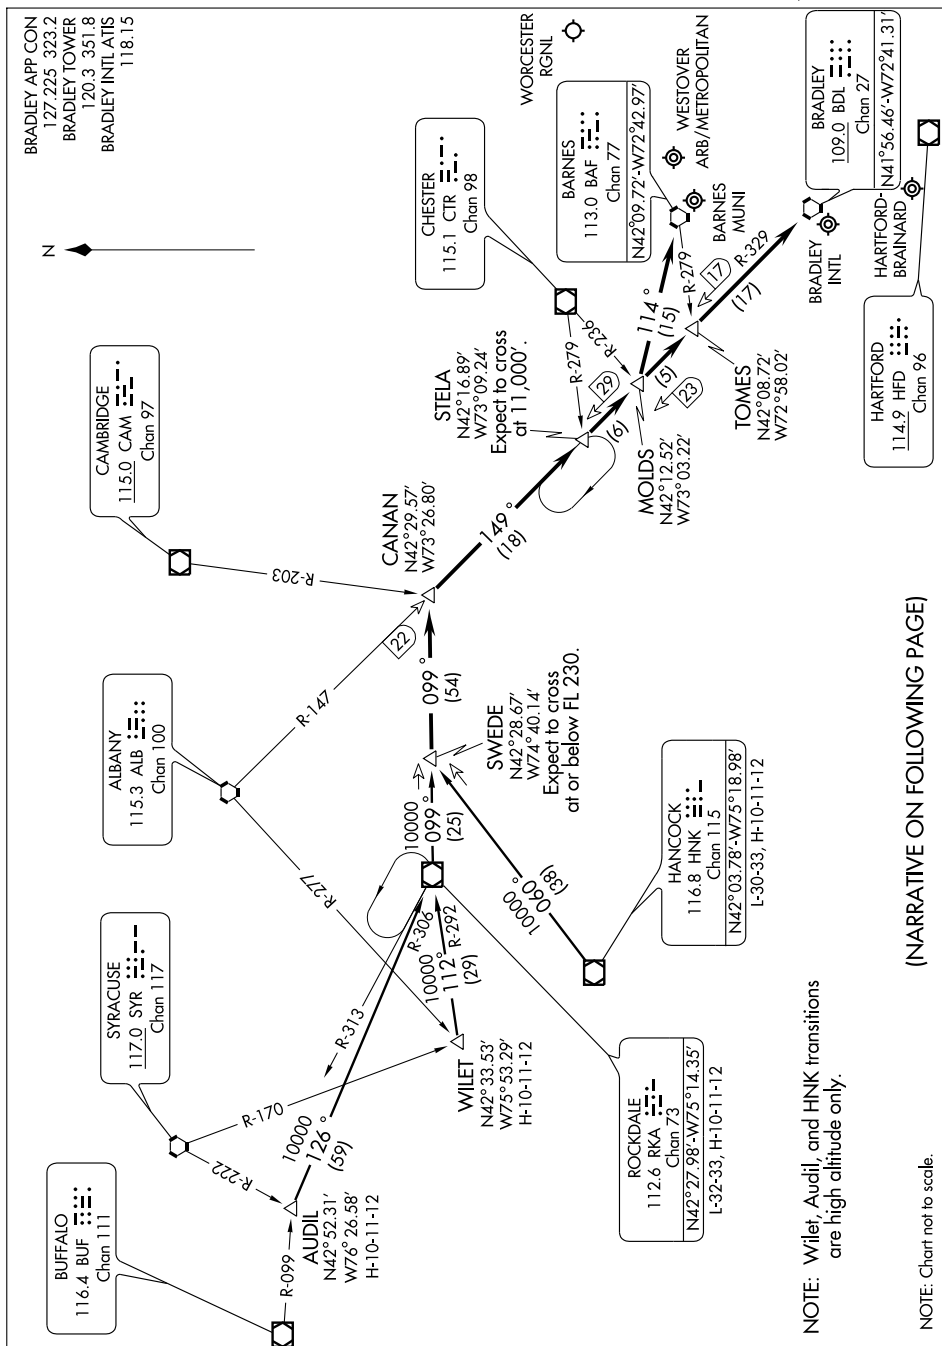 BRADLEY APP CON
127.225 323.2
BRADLEY TOWER
120.3 351.8
BRADLEY INTL ATIS
118.15
N
BUFFALO
116.4 BUF
Chan 111
SYRACUSE
117.0 SYR
Chan 117
ALBANY
115.3 ALB
Chan 100
CAMBRIDGE
115.0 CAM
Chan 97
CHESTER
115.1 CTR
Chan 98
WORCESTER
RGNL
BARNES
113.0 BAF
Chan 77
N42°09.72'-W72°42.97'
WESTOVER
ARB/METROPOLITAN
BARNES
MUNI
BRADLEY
109.0 BDL
Chan 27
N41°56.46'-W72°41.31'
BRADLEY
INTL
HARTFORD-
BRAINARD
HARTFORD
114.9 HFD
Chan 96
R-099
R-222
R-170
AUDIL
N42°52.31'
W76°26.58'
H-10-11-12
10000
126°
(59)
R-313
R-306
R-277
WILET
N42°33.53'
W75°53.29'
H-10-11-12
10000
112°
(29)
R-292
ROCKDALE
112.6 RKA
Chan 73
N42°27.98'-W75°14.35'
L-32-33, H-10-11-12
10000
099°
(25)
HANCOCK
116.8 HNK
Chan 115
N42°03.78'-W75°18.98'
L-30-33, H-10-11-12
10000
060°
(38)
SWEDE
N42°28.67'
W74°40.14'
Expect to cross
at or below FL 230.
099°
(54)
R-147
22
R-203
CANAN
N42°29.57'
W73°26.80'
149°
(18)
STELA
N42°16.89'
W73°09.24'
Expect to cross
at 11,000'.
R-279
R-236
29
(6)
MOLDS
N42°12.52'
W73°03.22'
23
(5)
114°
(15)
R-279
TOMES
N42°08.72'
W72°58.02'
17
(17)
R-329
NOTE: Wilet, Audil, and HNK transitions
are high altitude only.
(NARRATIVE ON FOLLOWING PAGE)
NOTE: Chart not to scale.